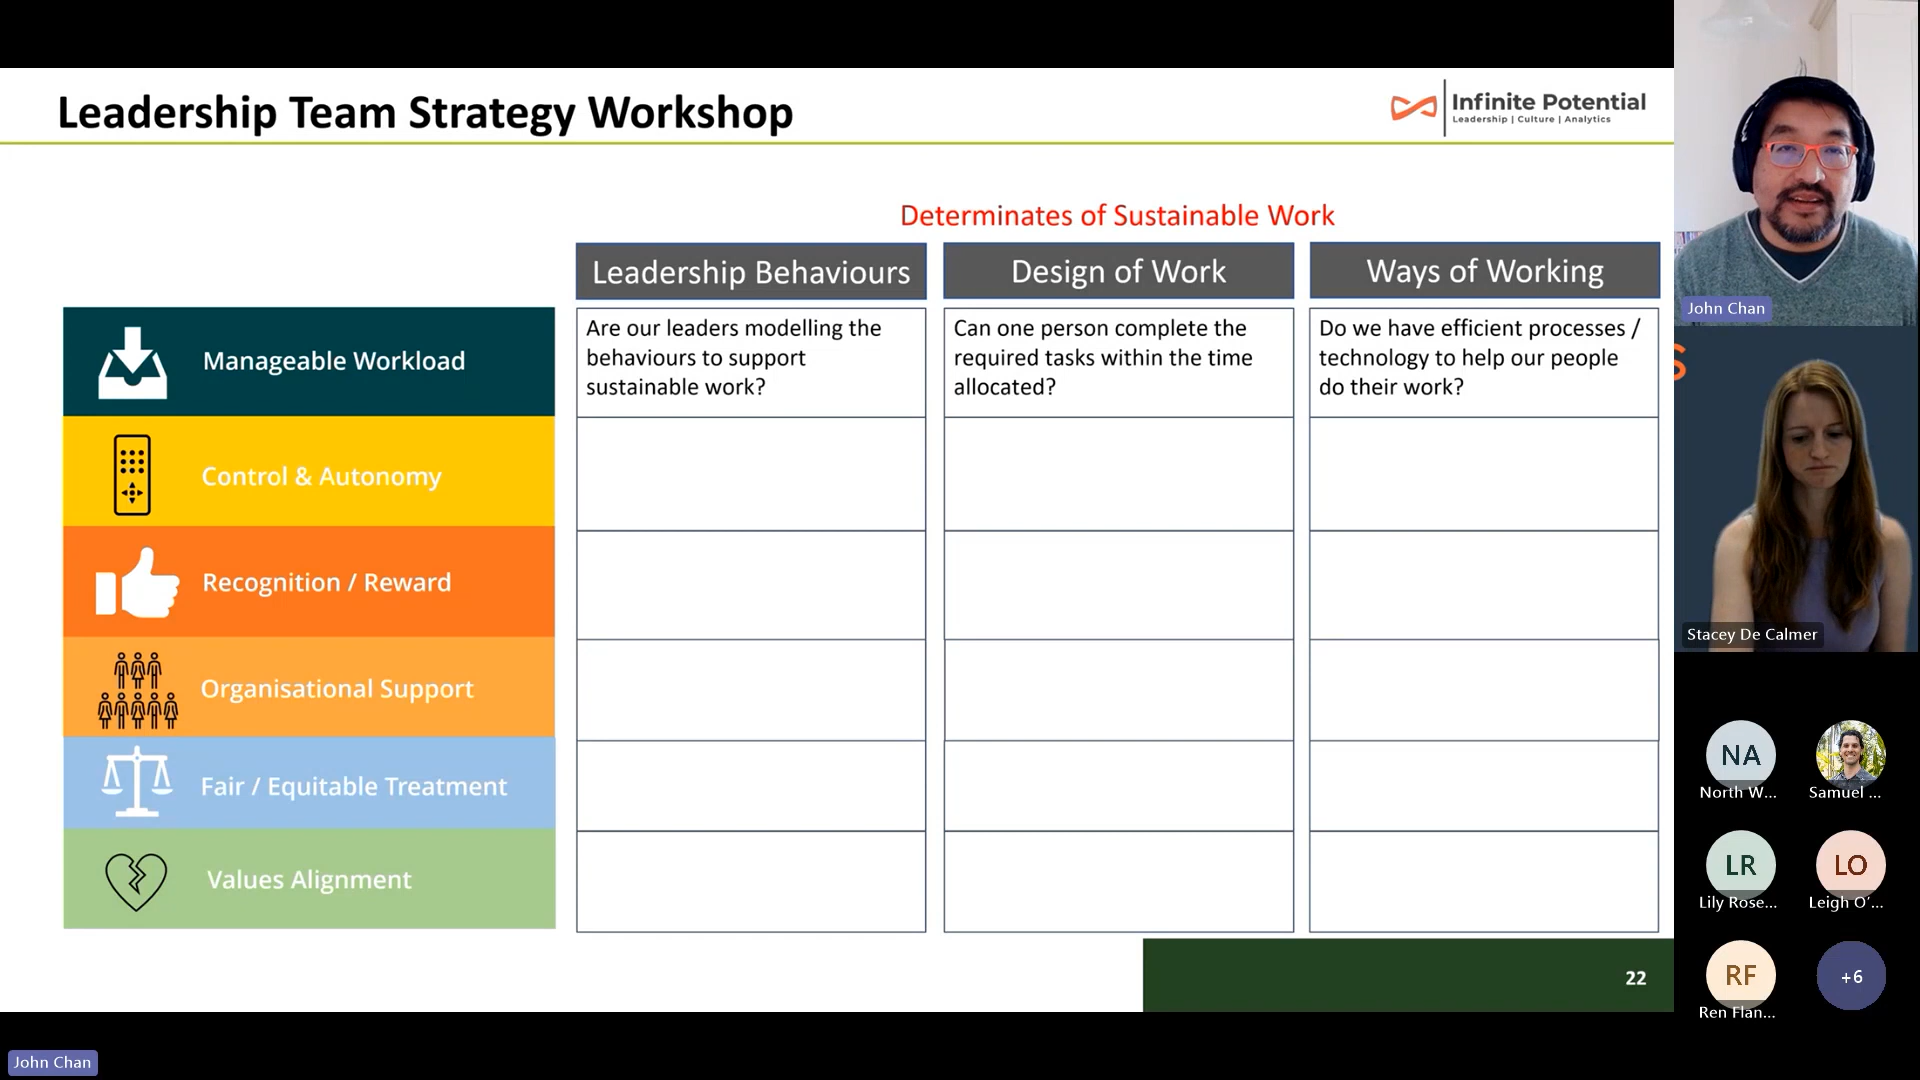 Leadership Team Strategy Workshop
Infinite Potential
Leadership | Culture | Analytics
Determinates of Sustainable Work
Leadership Behaviours
Design of Work
Ways of Working
Manageable Workload
Are our leaders modelling the
behaviours to support
sustainable work?
Can one person complete the
required tasks within the time
allocated?
Do we have efficient processes /
technology to help our people
do their work?
Control & Autonomy
Recognition / Reward
Organisational Support
Fair / Equitable Treatment
Values Alignment
22
John Chan
S
Stacey De Calmer
NA
North W...
Samuel ...
LR
Lily Rose...
LO
Leigh O'...
RF
Ren Flan...
+6
John Chan